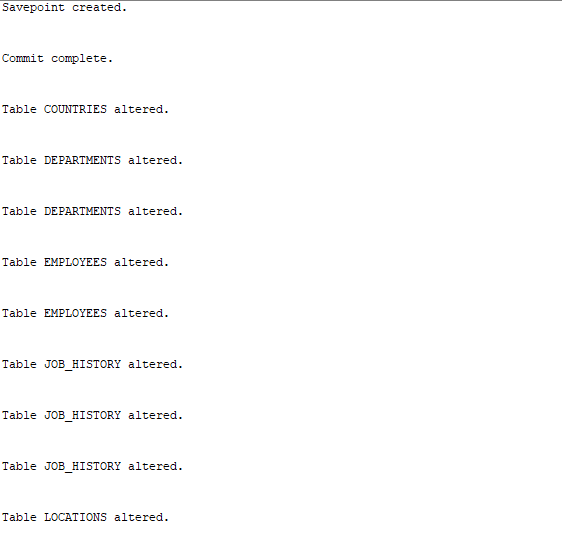 Savepoint created.
Commit complete.
Table COUNTRIES altered.
Table DEPARTMENTS altered.
Table DEPARTMENTS altered.
Table EMPLOYEES altered.
Table EMPLOYEES altered.
Table JOB_HISTORY altered.
Table JOB_HISTORY altered.
Table JOB_HISTORY altered.
Table LOCATIONS altered.